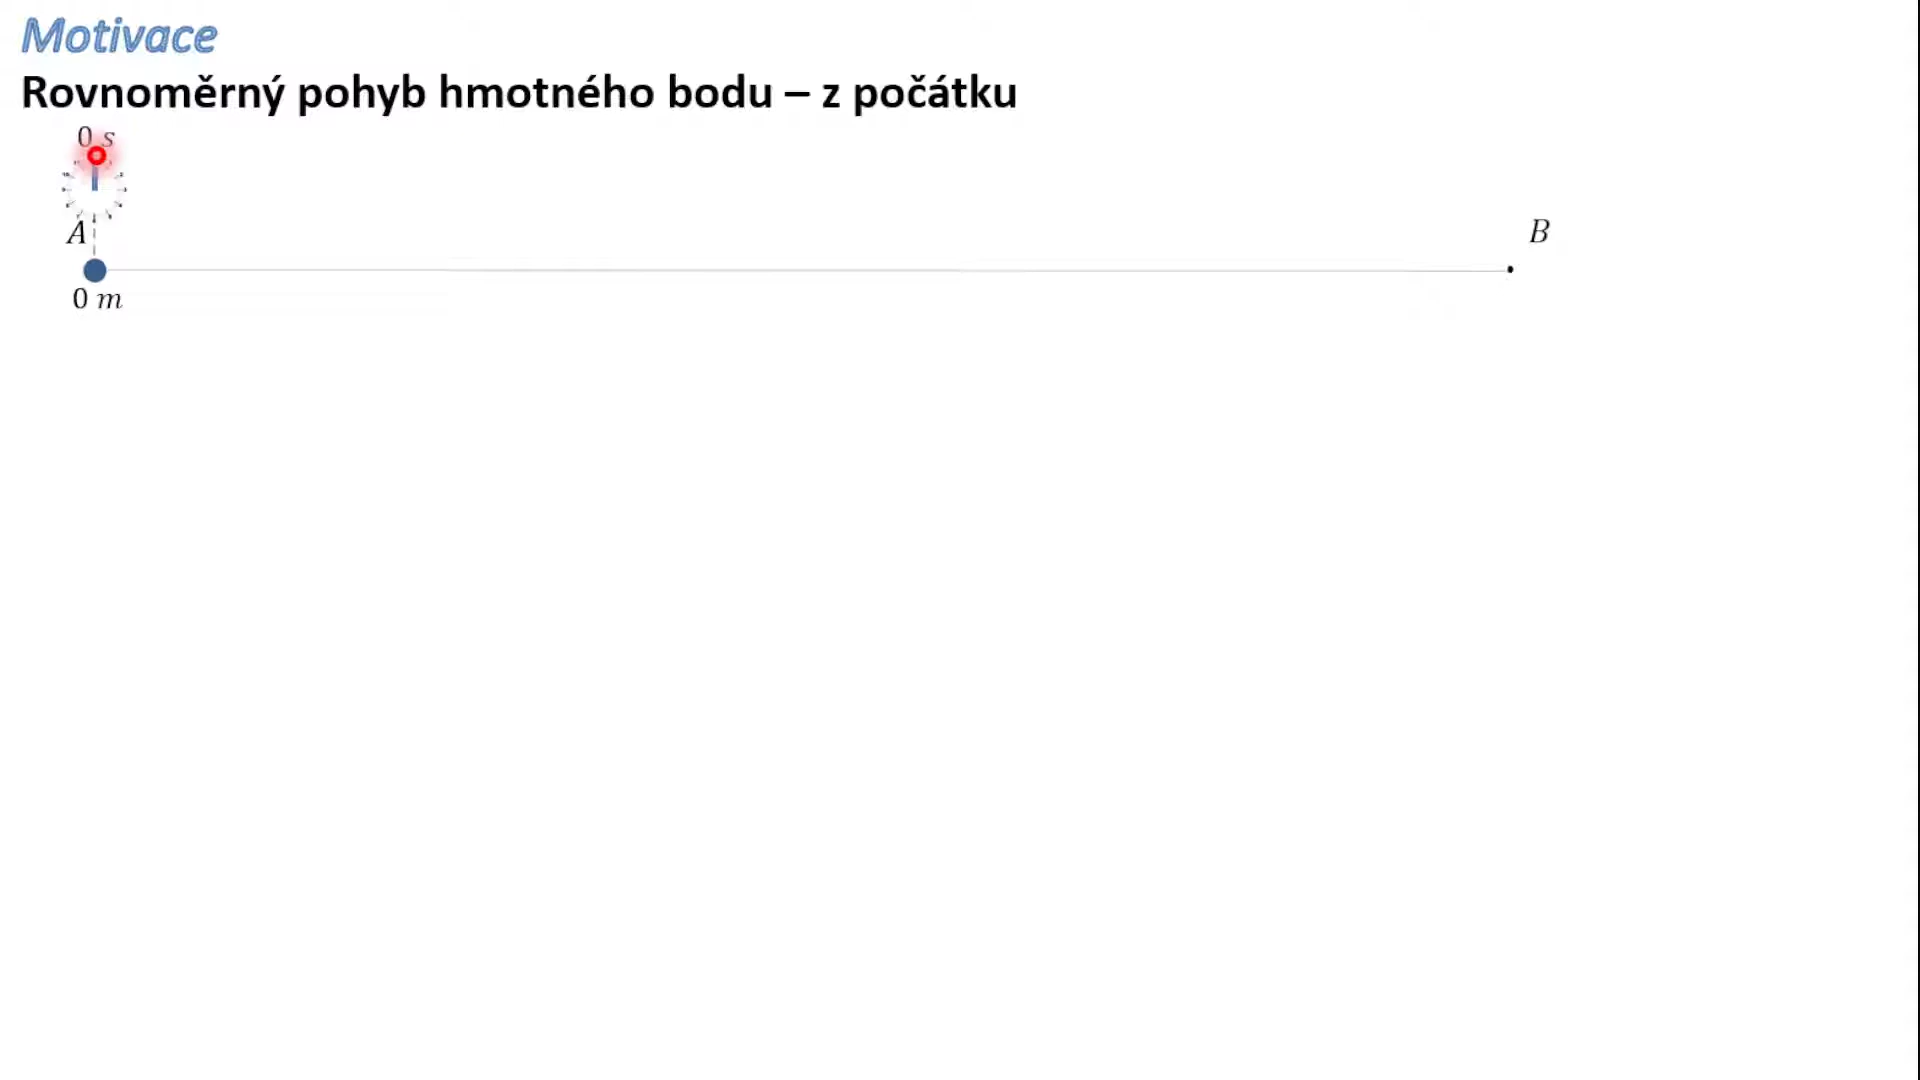 Motivace
Rovnoměrný pohyb hmotného bodu – z počátku
0 s
A
B
0 m